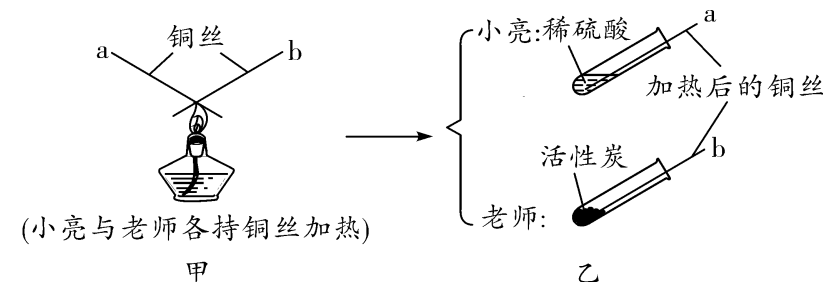 a
铜丝
b
(小亮与老师各持铜丝加热)
甲
小亮:稀硫酸
a
加热后的铜丝
活性炭
b
老师:
乙